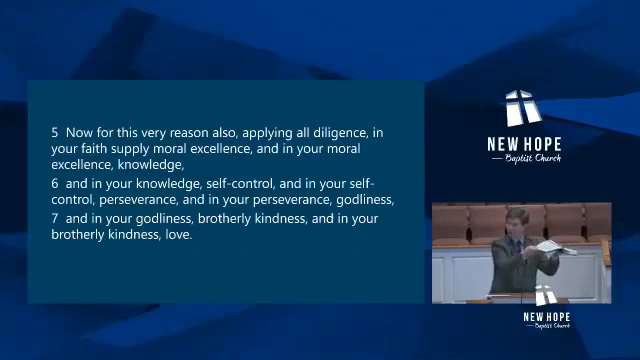 5 Now for this very reason also, applying all diligence, in
your faith supply moral excellence, and in your moral
excellence, knowledge,
6 and in your knowledge, self-control, and in your self-
control, perseverance, and in your perseverance, godliness,
7 and in your godliness, brotherly kindness, and in your
brotherly kindness, love.
NEW HOPE
Baptist Church
NEW HOPE
Baptist Church